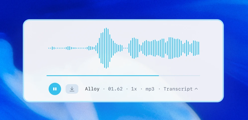 Alloy · 01.62 · 1x · mp3 · Transcript